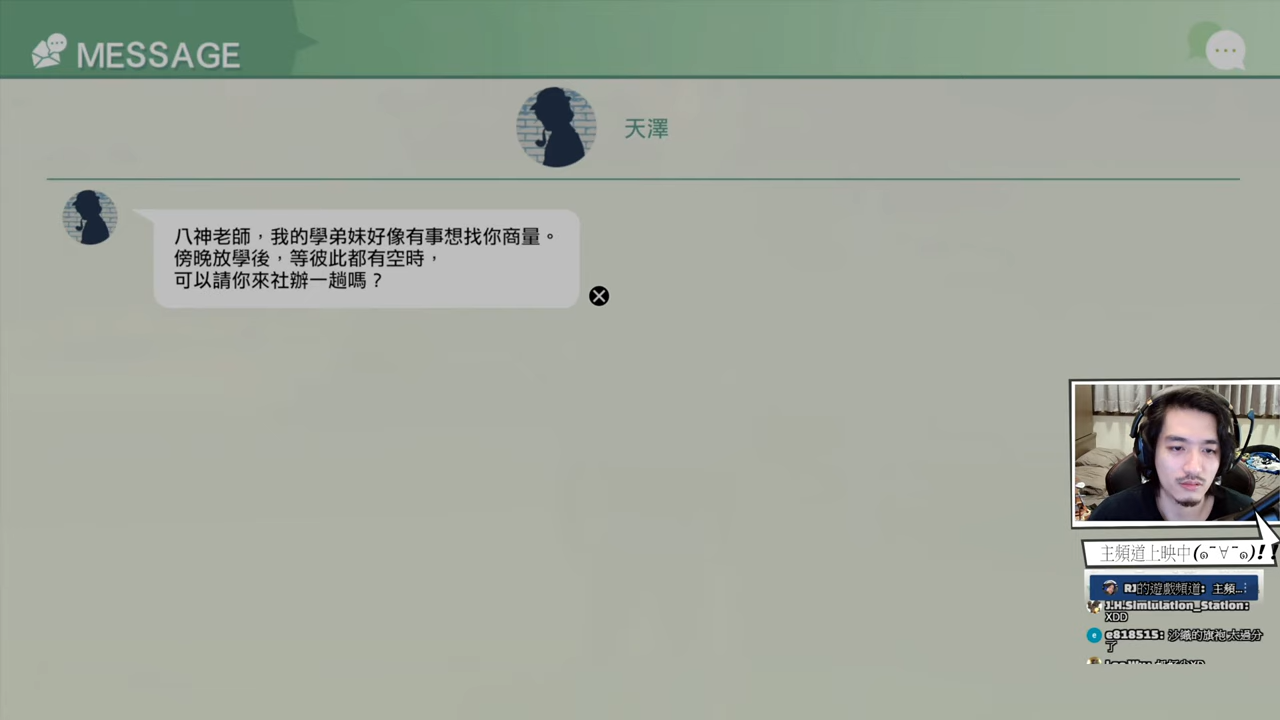 MESSAGE
天澤
八神老師，我的學弟妹好像有事想找你商量。
傍晚放學後，等彼此都有空時，
可以請你來社辦一趟嗎？
主頻道上映中(๑¯∀¯๑)!!
RJ的遊戲頻道: 主頻...
J.H.Simlulation_Station:
XDD
e818515: 沙織的旗袍太過分
了